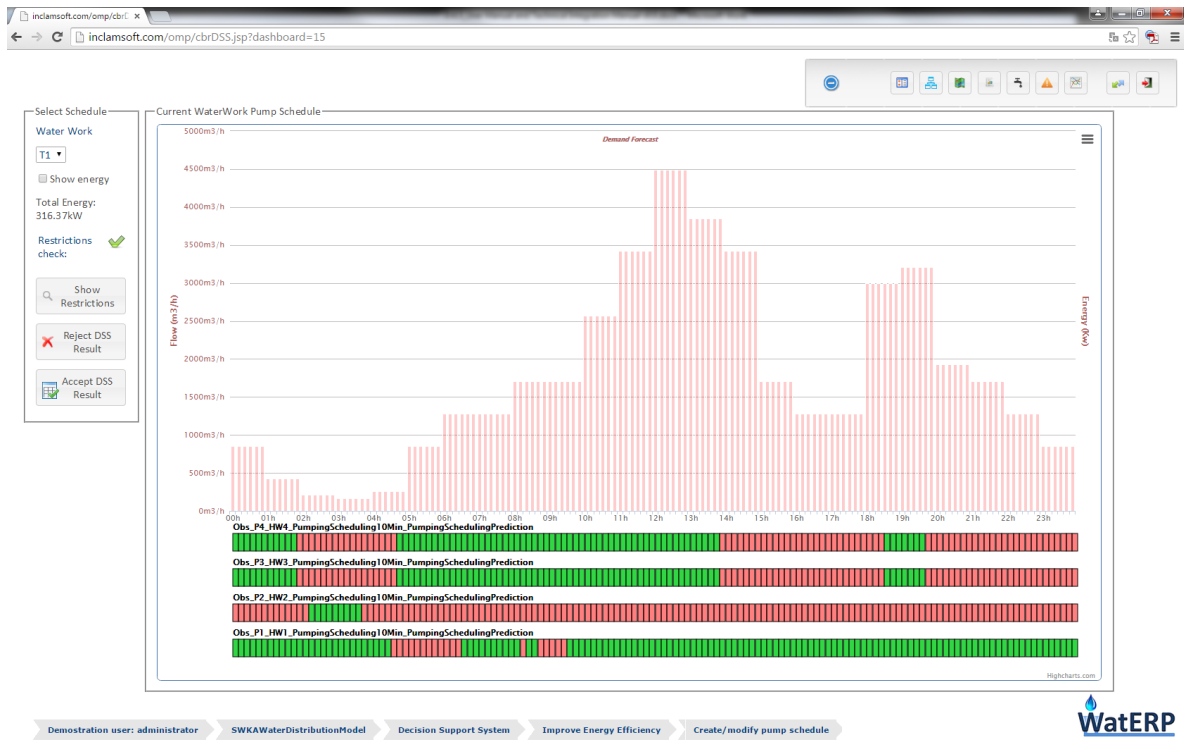 inclamsoft.com/omp/cbrD
inclamsoft.com/omp/cbrDSS.jsp?dashboard=15
Select Schedule
Water Work
T1
Show energy
Total Energy:
316.37kW
Restrictions
check:
Show
Restrictions
Reject DSS
Result
Accept DSS
Result
Current WaterWork Pump Schedule
Demand Forecast
5000m3/h
4500m3/h
4000m3/h
3500m3/h
3000m3/h
2500m3/h
2000m3/h
1500m3/h
1000m3/h
500m3/h
0m3/h
Flow (m3/h)
Energy (Kw)
00h 01h 02h 03h 04h 05h 06h 07h 08h 09h 10h 11h 12h 13h 14h 15h 16h 17h 18h 19h 20h 21h 22h 23h
Obs_P4_HW4_PumpingScheduling10Min_PumpingSchedulingPrediction
Obs_P3_HW3_PumpingScheduling10Min_PumpingSchedulingPrediction
Obs_P2_HW2_PumpingScheduling10Min_PumpingSchedulingPrediction
Obs_P1_HW1_PumpingScheduling10Min_PumpingSchedulingPrediction
Highcharts.com
WatERP
Demostration user: administrator
SWKAWaterDistributionModel
Decision Support System
Improve Energy Efficiency
Create/modify pump schedule